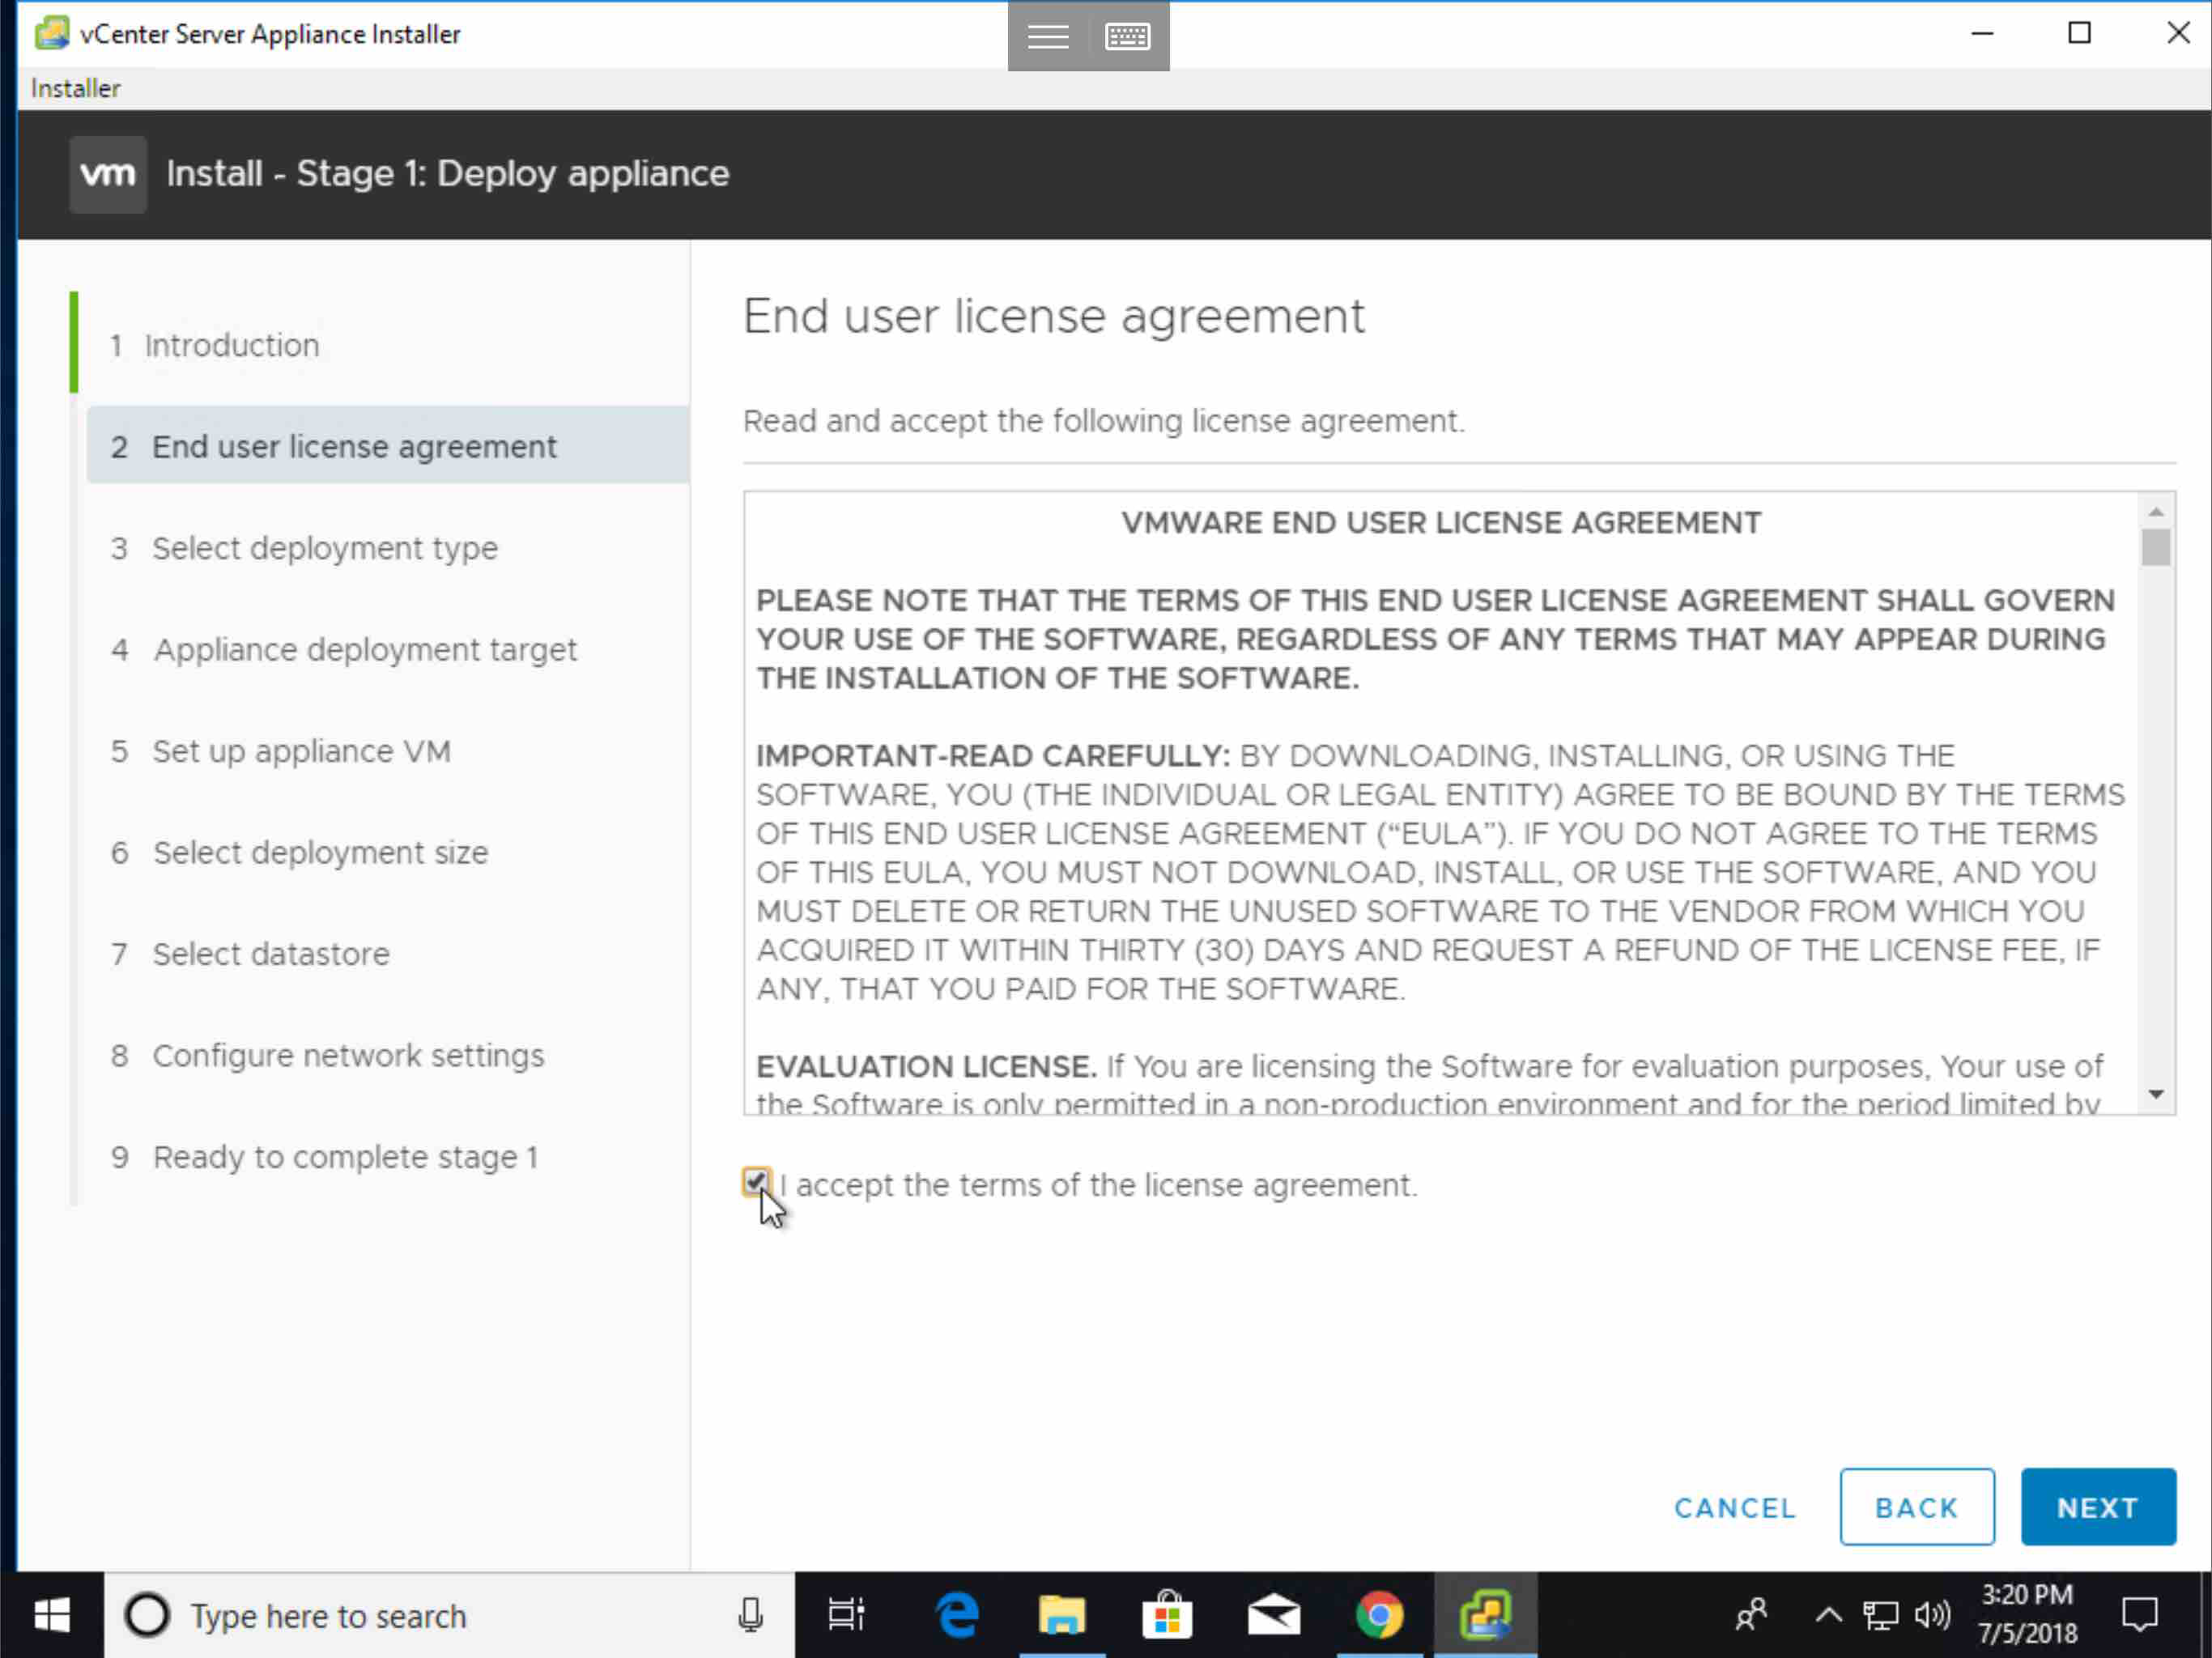 vCenter Server Appliance Installer
Installer
vm Install - Stage 1: Deploy appliance
1 Introduction
2 End user license agreement
3 Select deployment type
4 Appliance deployment target
5 Set up appliance VM
6 Select deployment size
7 Select datastore
8 Configure network settings
9 Ready to complete stage 1
End user license agreement
Read and accept the following license agreement.
VMWARE END USER LICENSE AGREEMENT
PLEASE NOTE THAT THE TERMS OF THIS END USER LICENSE AGREEMENT SHALL GOVERN
YOUR USE OF THE SOFTWARE, REGARDLESS OF ANY TERMS THAT MAY APPEAR DURING
THE INSTALLATION OF THE SOFTWARE.
IMPORTANT-READ CAREFULLY: BY DOWNLOADING, INSTALLING, OR USING THE
SOFTWARE, YOU (THE INDIVIDUAL OR LEGAL ENTITY) AGREE TO BE BOUND BY THE TERMS
OF THIS END USER LICENSE AGREEMENT (“EULA”). IF YOU DO NOT AGREE TO THE TERMS
OF THIS EULA, YOU MUST NOT DOWNLOAD, INSTALL, OR USE THE SOFTWARE, AND YOU
MUST DELETE OR RETURN THE UNUSED SOFTWARE TO THE VENDOR FROM WHICH YOU
ACQUIRED IT WITHIN THIRTY (30) DAYS AND REQUEST A REFUND OF THE LICENSE FEE, IF
ANY, THAT YOU PAID FOR THE SOFTWARE.
EVALUATION LICENSE. If You are licensing the Software for evaluation purposes, Your use of
the Software is only permitted in a non-production environment and for the period limited by
I accept the terms of the license agreement.
CANCEL
BACK
NEXT
Type here to search
3:20 PM
7/5/2018